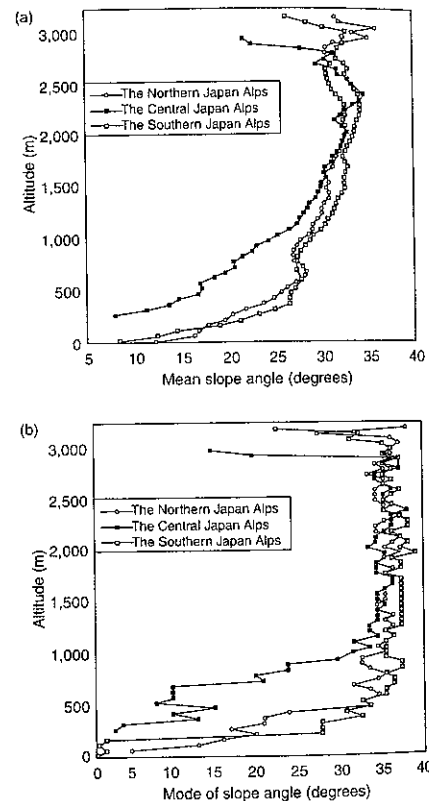 (a)
3,000
2,500
2,000
1,500
1,000
500
0
Altitude (m)
The Northern Japan Alps
The Central Japan Alps
The Southern Japan Alps
5 10 15 20 25 30 35 40
Mean slope angle (degrees)
(b)
3,000
2,500
2,000
1,500
1,000
500
0
Altitude (m)
The Northern Japan Alps
The Central Japan Alps
The Southern Japan Alps
0 5 10 15 20 25 30 35 40
Mode of slope angle (degrees)